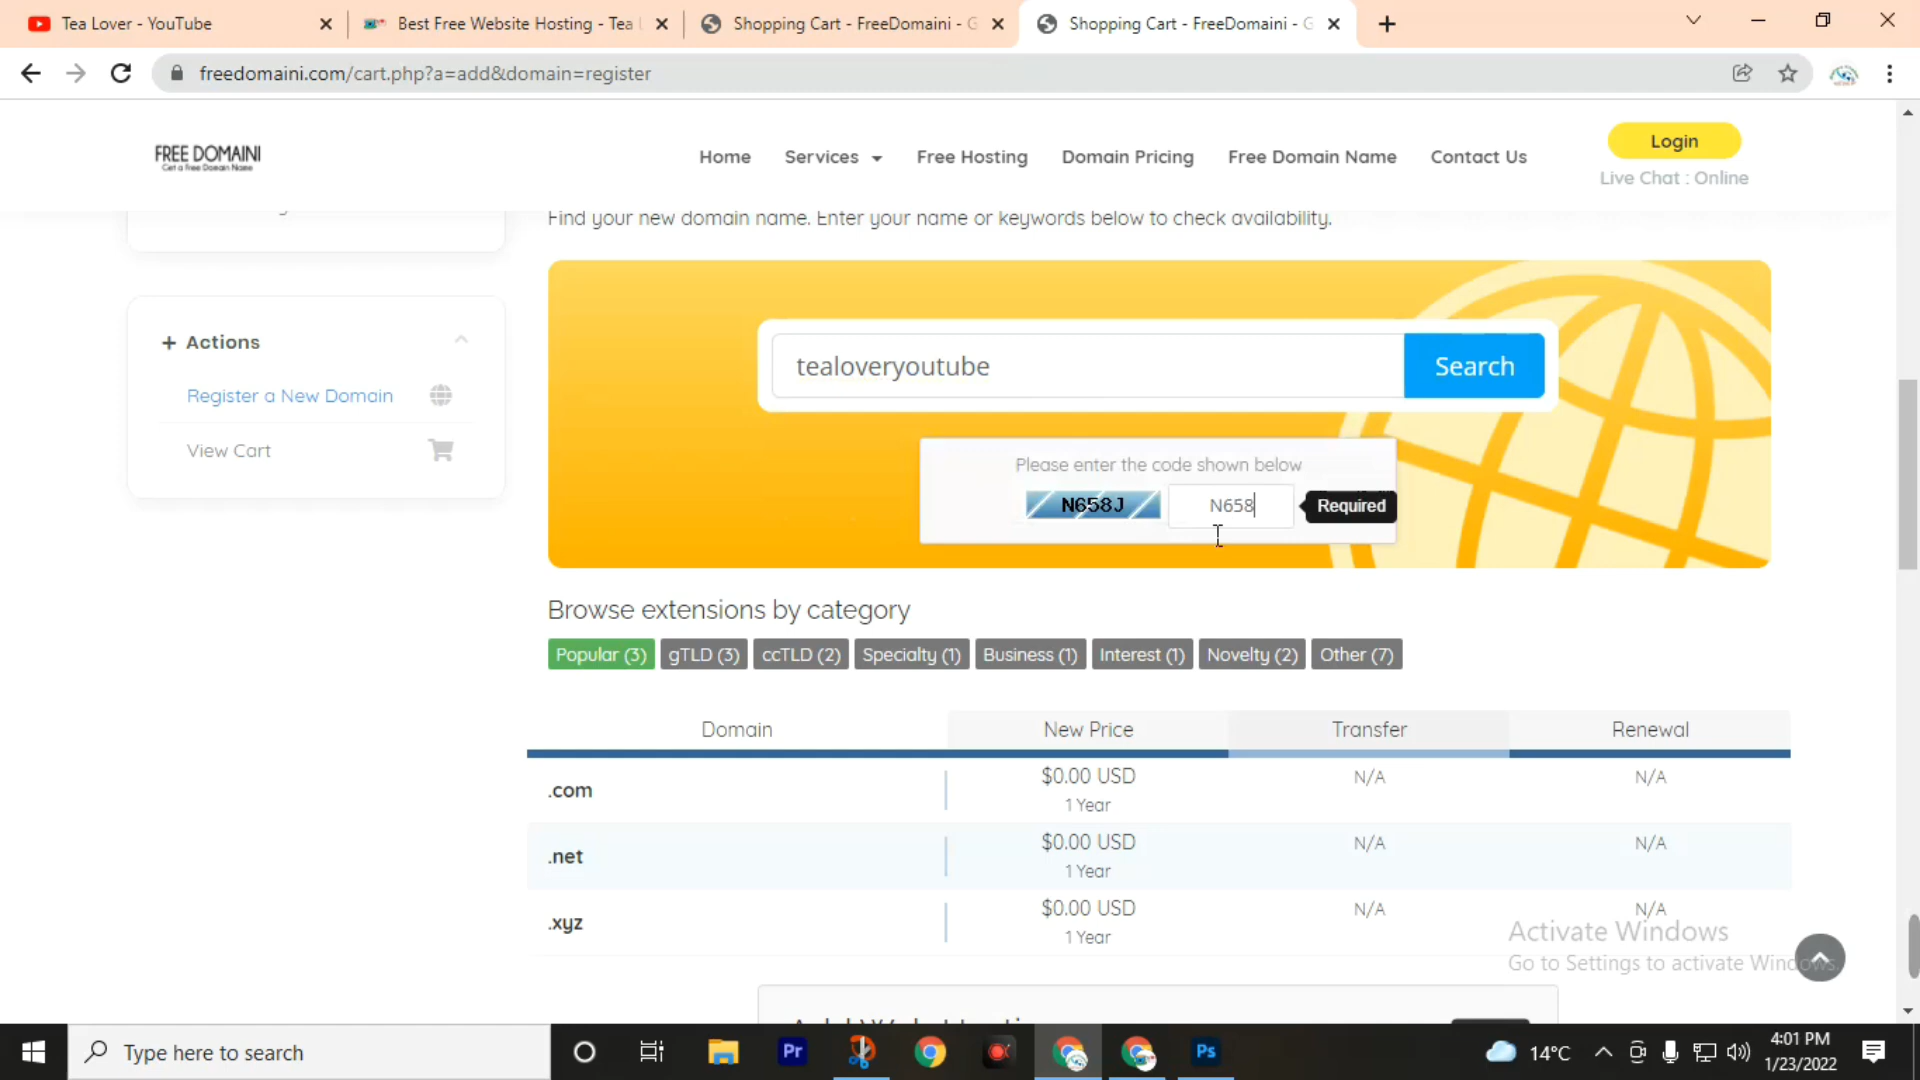 Tea Lover - YouTube
Best Free Website Hosting - Tea
Shopping Cart - FreeDomaini - G
Shopping Cart - FreeDomaini - G
freedomaini.com/cart.php?a=add&domain=register
FREE DOMAINI
Get a Free Domain Name
Home
Services
Free Hosting
Domain Pricing
Free Domain Name
Contact Us
Login
Live Chat : Online
Find your new domain name. Enter your name or keywords below to check availability.
+ Actions
Register a New Domain
View Cart
tealoveryoutube
Search
Please enter the code shown below
N658J
N658
Required
Browse extensions by category
Popular (3)
gTLD (3)
ccTLD (2)
Specialty (1)
Business (1)
Interest (1)
Novelty (2)
Other (7)
Domain
New Price
Transfer
Renewal
.com
$0.00 USD
1 Year
N/A
N/A
.net
$0.00 USD
1 Year
N/A
N/A
.xyz
$0.00 USD
1 Year
N/A
N/A
Activate Windows
Go to Settings to activate Windows.
Type here to search
Pr
Ps
14°C
4:01 PM
1/23/2022